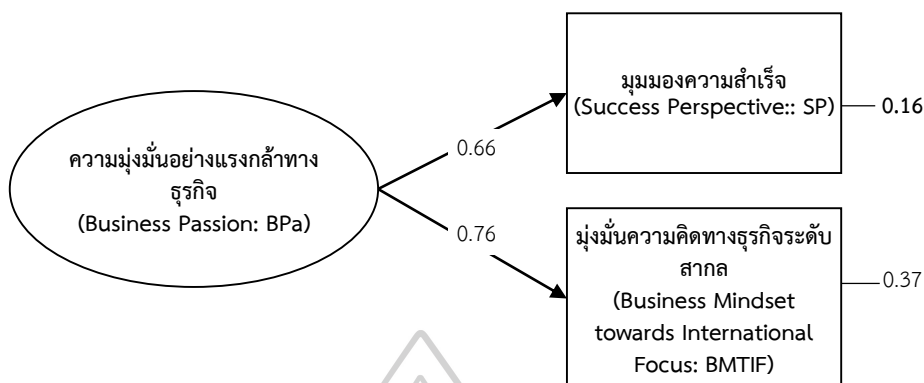 ความมุ่งมั่นอย่างแรงกล้าทาง
ธุรกิจ
(Business Passion: BPa)
0.66
0.76
มุมมองความสำเร็จ
(Success Perspective:: SP)
0.16
มุ่งมั่นความคิดทางธุรกิจระดับ
สากล
(Business Mindset
towards International
Focus: BMTIF)
0.37